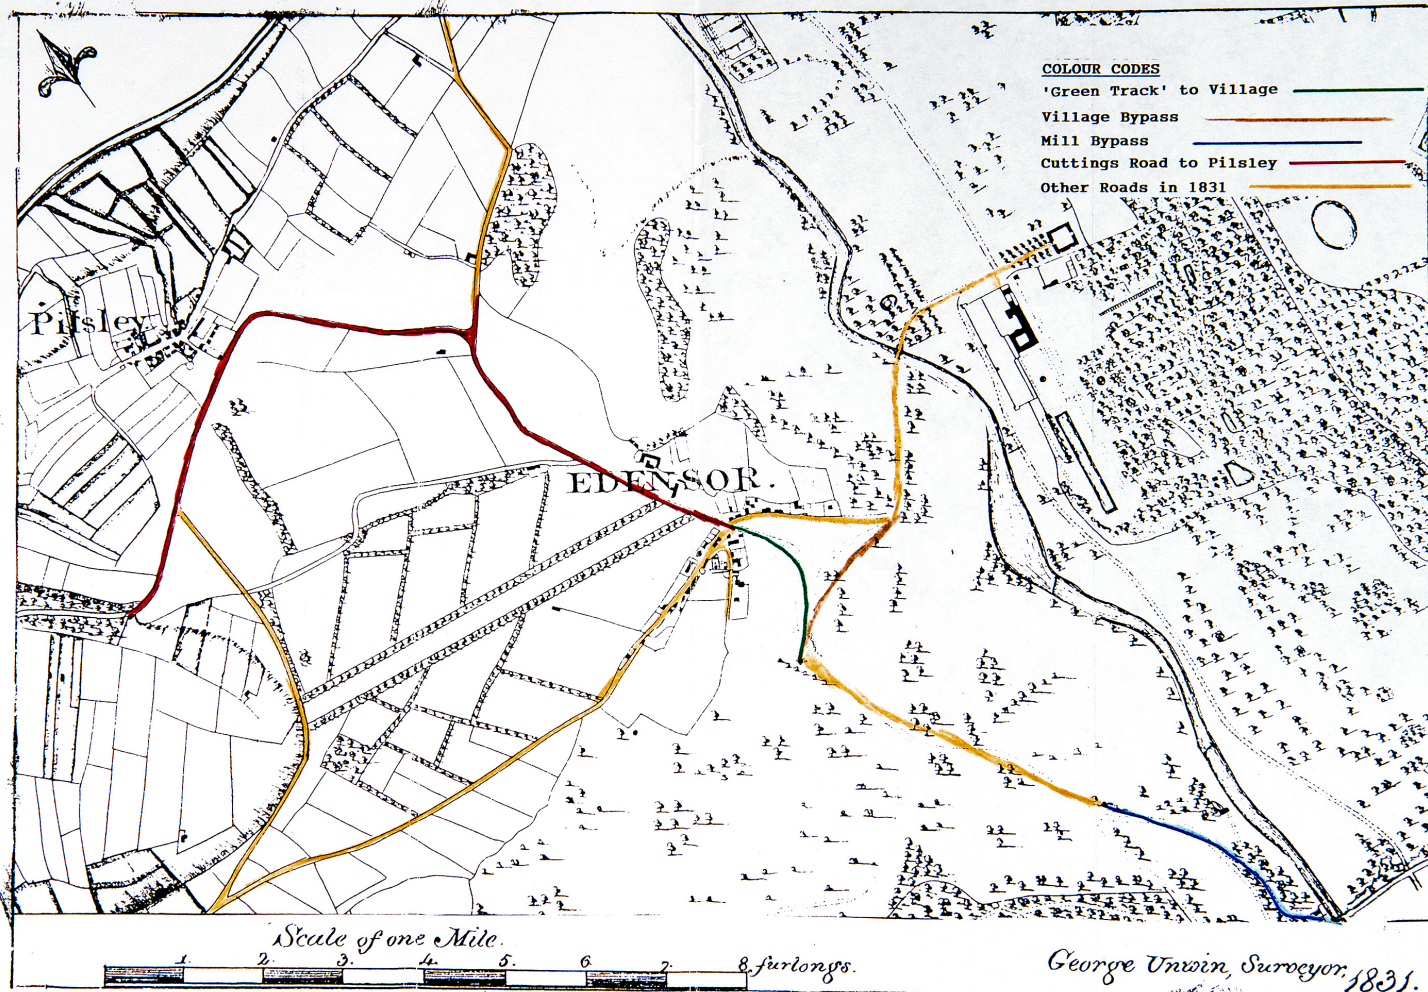 COLOUR CODES
'Green Track' to Village
Village Bypass
Mill Bypass
Cuttings Road to Pilsley
Other Roads in 1831
Pilsley
EDENSOR.
Scale of one Mile.
1. 2. 3. 4. 5. 6. 7. 8. furlongs.
George Unwin, Surveyor, 1831.